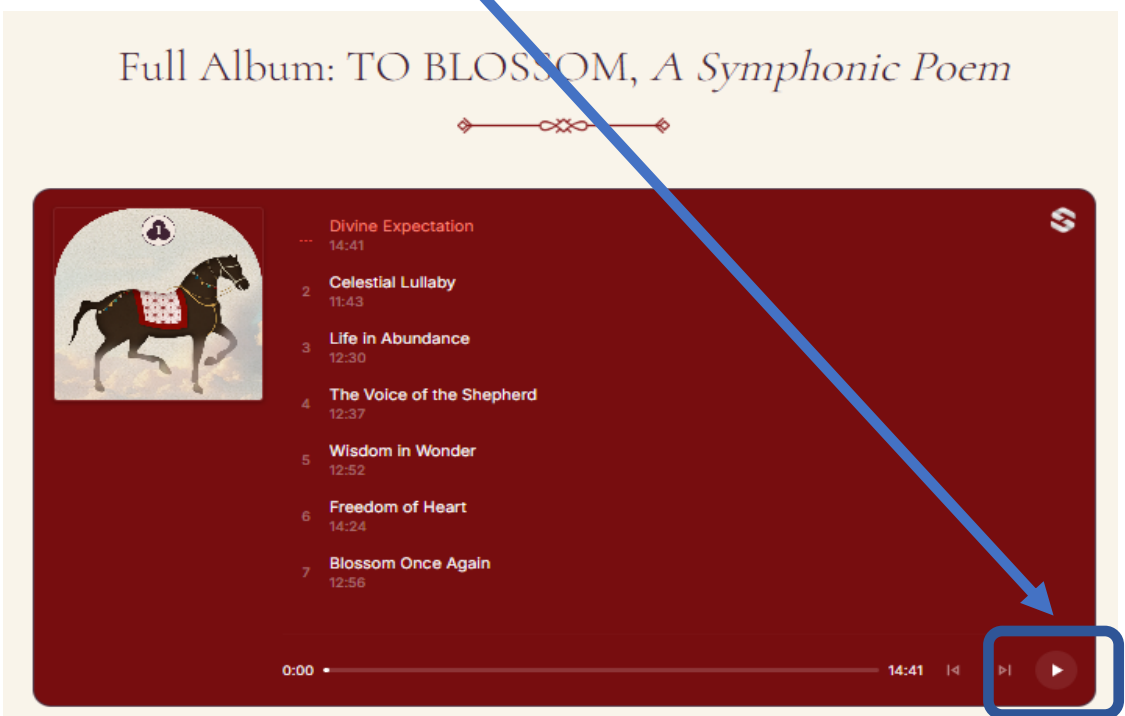 Full Album: TO BLOSSOM, A Symphonic Poem
Divine Expectation
14:41
2
Celestial Lullaby
11:43
3
Life in Abundance
12:30
4
The Voice of the Shepherd
12:37
5
Wisdom in Wonder
12:52
6
Freedom of Heart
14:24
7
Blossom Once Again
12:56
0:00
14:41